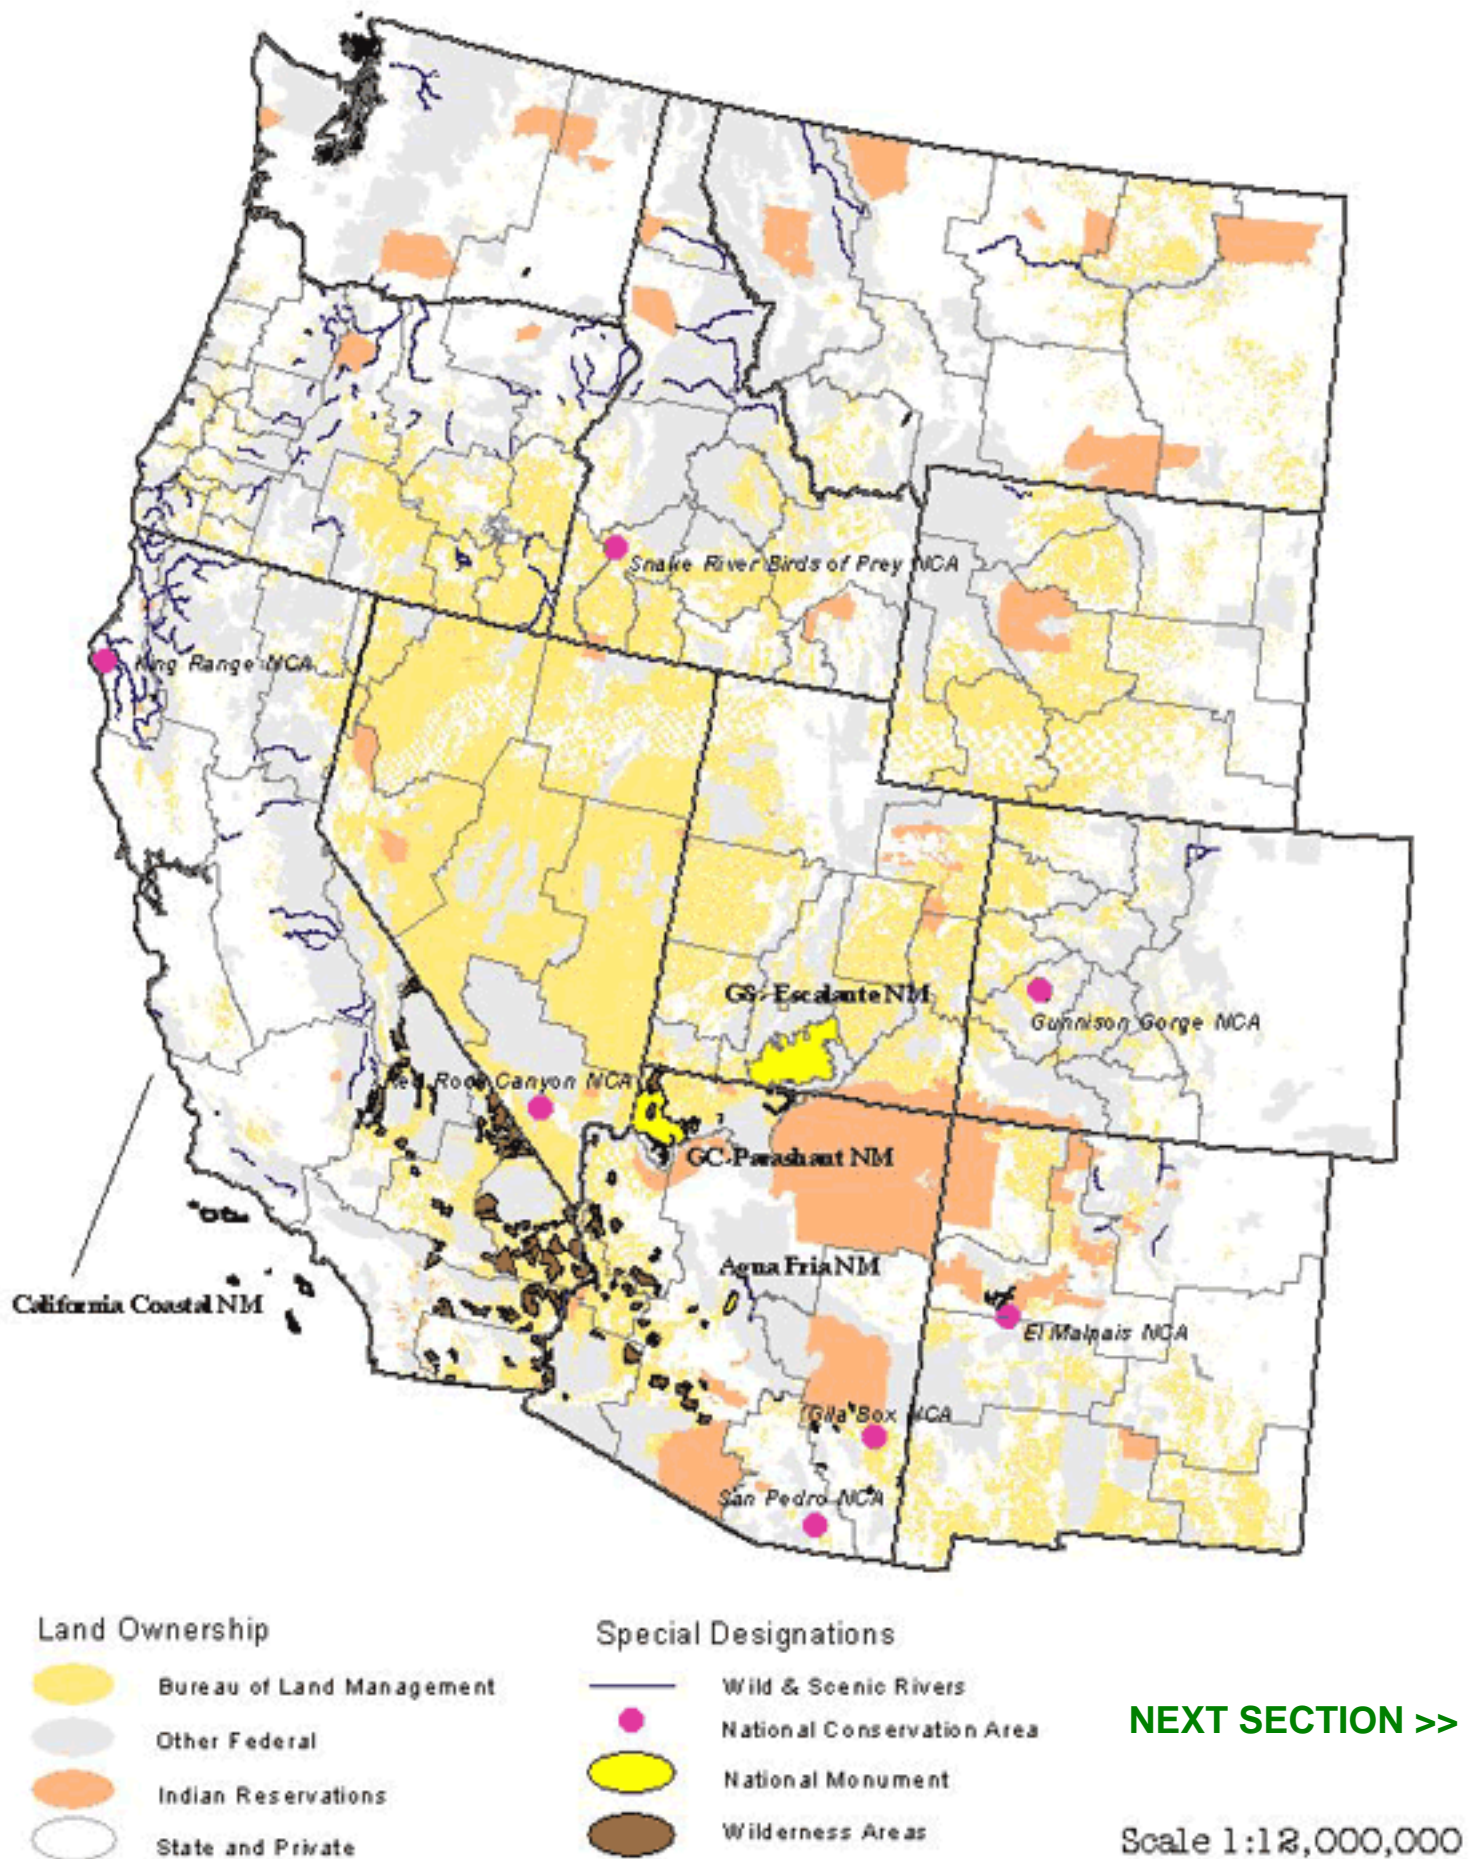 Snake River Birds of Prey NCA
King Range NCA
GS-Escalante NM
Gunnison Gorge NCA
Red Rock Canyon NCA
GC-Parashant NM
Agua Fria NM
California Coastal NM
El Malpais NCA
Gila Box NCA
San Pedro NCA
Land Ownership
Bureau of Land Management
Other Federal
Indian Reservations
State and Private
Special Designations
Wild & Scenic Rivers
National Conservation Area
National Monument
Wilderness Areas
NEXT SECTION >>
Scale 1:12,000,000